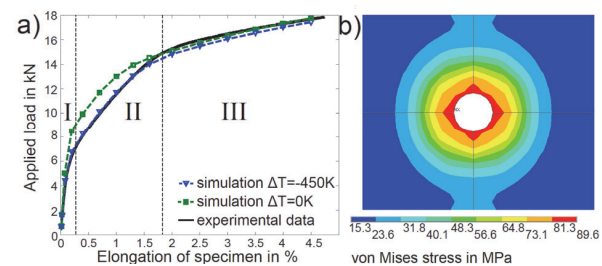 a)
18
16
14
12
10
8
6
4
2
0
Applied load in kN
I
II
III
simulation ΔT=-450K
simulation ΔT=0K
experimental data
0 0.5 1 1.5 2 2.5 3 3.5 4 4.5
Elongation of specimen in %
b)
15.3 31.8 48.3 64.8 81.3
23.6 40.1 56.6 73.1 89.6
von Mises stress in MPa